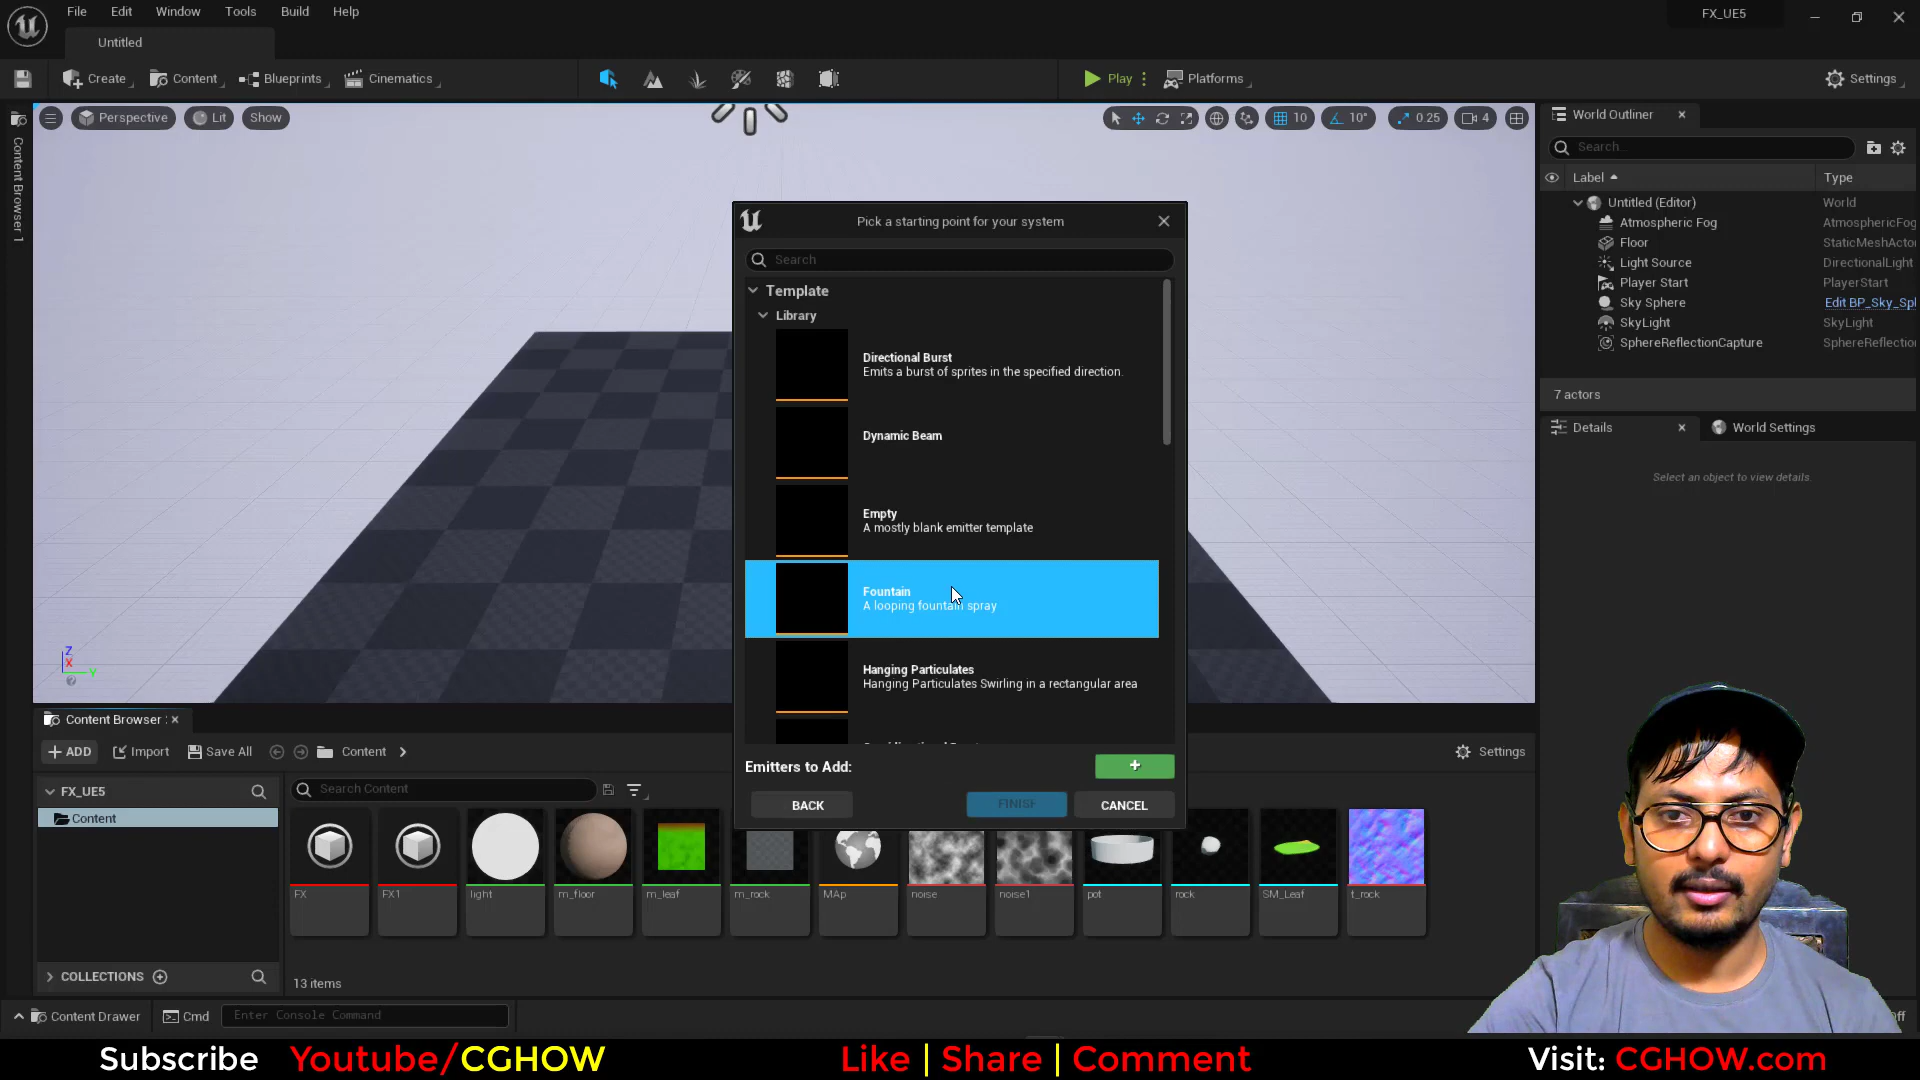 File Edit Window Tools Build Help
FX_UE5
Untitled
Create Content Blueprints Cinematics
Play Platforms Settings
Perspective Lit Show
10 10° 0.25 4
Content Browser 1
World Outliner
Search...
Label Type
Untitled (Editor) World
Atmospheric Fog AtmosphericFog
Floor StaticMeshActo
Light Source DirectionalLight
Player Start PlayerStart
Sky Sphere Edit BP_Sky_Spl
SkyLight SkyLight
SphereReflectionCapture SphereReflectio
7 actors
Details World Settings
Select an object to view details.
Pick a starting point for your system
Search
Template
Library
Directional Burst
Emits a burst of sprites in the specified direction.
Dynamic Beam
Empty
A mostly blank emitter template
Fountain
A looping fountain spray
Hanging Particulates
Hanging Particulates Swirling in a rectangular area
Emitters to Add:
+
BACK FINISH CANCEL
Z
X
Y
Content Browser
ADD Import Save All Content Settings
FX_UE5
Content
Search Content
FX FX1 light m_floor m_leaf m_rock MAp noise noise1 pot rock SM_Leaf t_rock
COLLECTIONS
13 items
Content Drawer Cmd Enter Console Command
Off
Subscribe Youtube/CGHOW Like | Share | Comment Visit: CGHOW.com